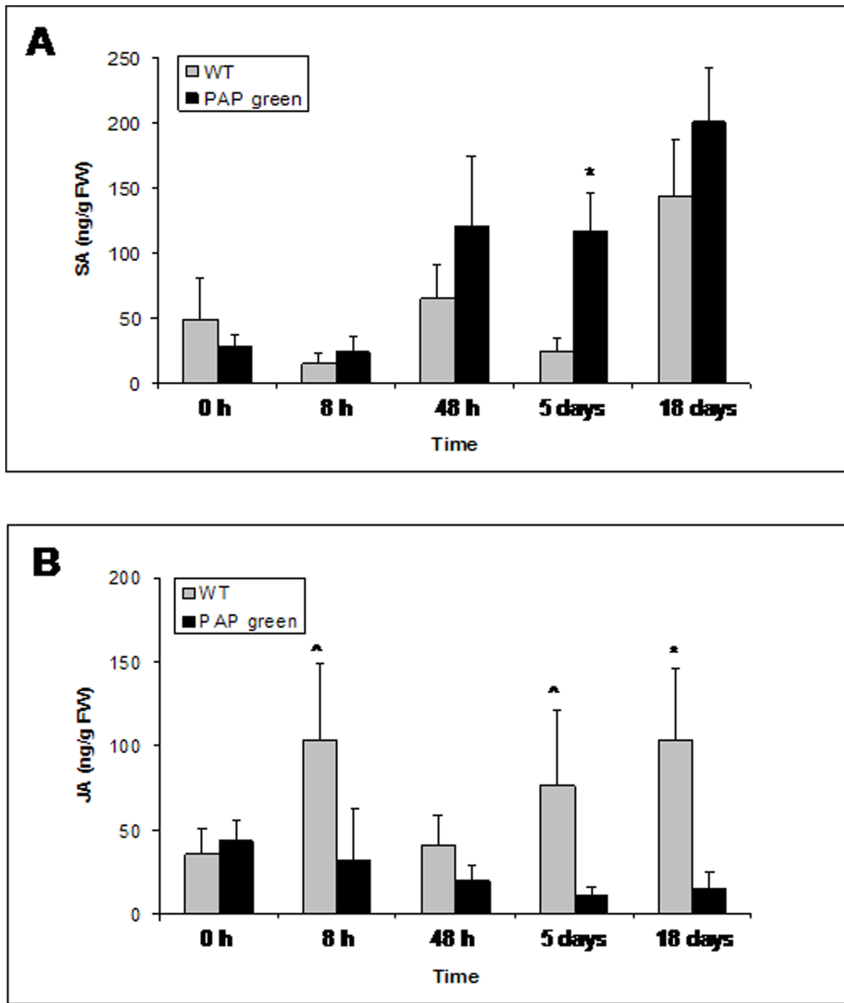 A
250
200
150
100
50
0
SA (ng/g FW)
WT
PAP green
*
0 h 8 h 48 h 5 days 18 days
Time
B
200
150
100
50
0
JA (ng/g FW)
WT
PAP green
^ ^ *
0 h 8 h 48 h 5 days 18 days
Time